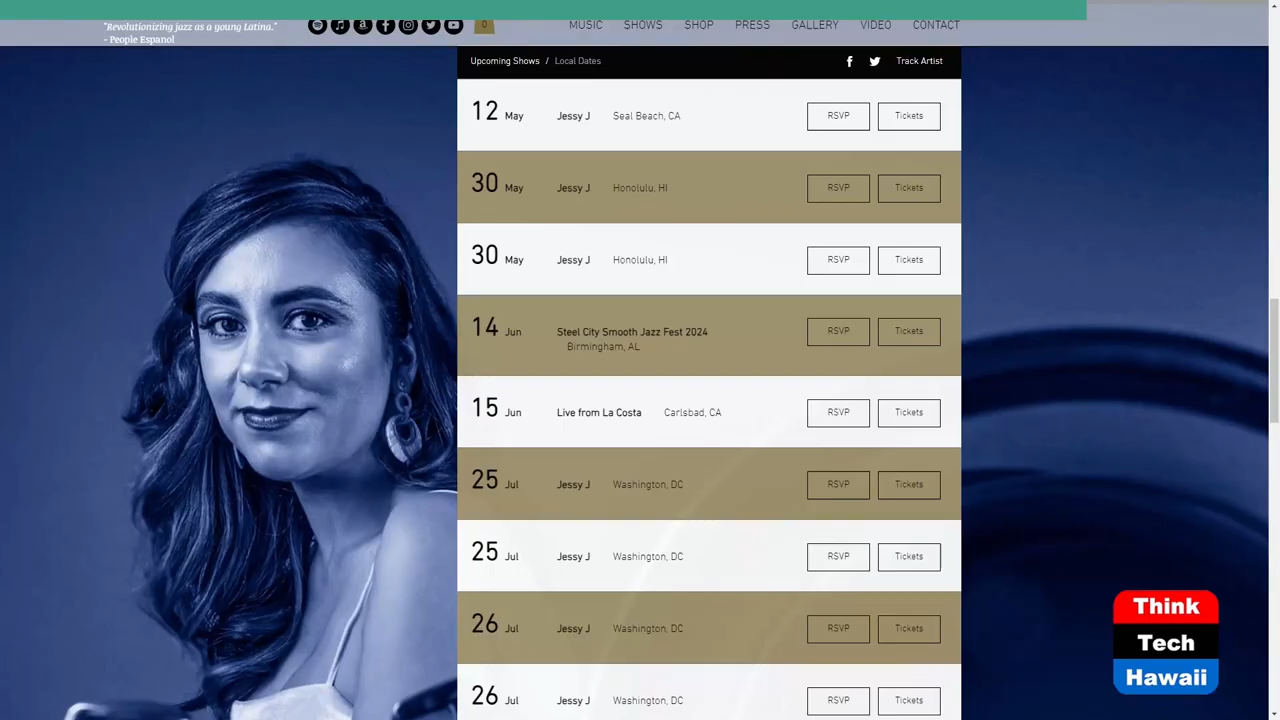 "Revolutionizing jazz as a young Latina."
- People Espanol
0
MUSIC SHOWS SHOP PRESS GALLERY VIDEO CONTACT
Upcoming Shows / Local Dates Track Artist
12 May Jessy J Seal Beach, CA RSVP Tickets
30 May Jessy J Honolulu, HI RSVP Tickets
30 May Jessy J Honolulu, HI RSVP Tickets
14 Jun Steel City Smooth Jazz Fest 2024 RSVP Tickets
Birmingham, AL
15 Jun Live from La Costa Carlsbad, CA RSVP Tickets
25 Jul Jessy J Washington, DC RSVP Tickets
25 Jul Jessy J Washington, DC RSVP Tickets
26 Jul Jessy J Washington, DC RSVP Tickets
26 Jul Jessy J Washington, DC RSVP Tickets
Think
Tech
Hawaii